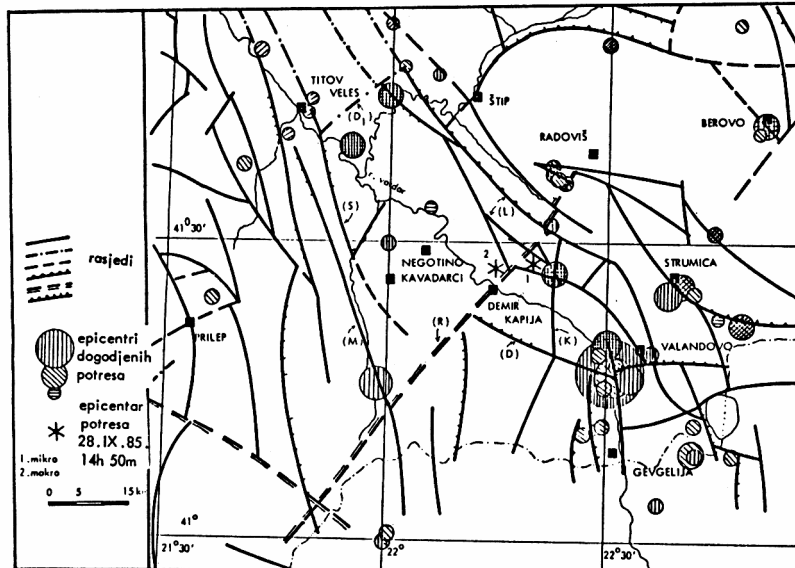 rasjedi
epicentri
dogodjenih
potresa
epicentar
potresa
28.IX.85.
1.mikro 14h 50m
2.makro
0 5 15k
TITOV
VELES
(D₁)
ŠTIP
BEROVO
RADOVIŠ
vardar
(S)
(L)
41°30'
2
1
NEGOTINO
KAVADARCI
STRUMICA
DEMIR
KAPIJA
PRILEP
(M)
(R)
(D)
(K)
VALANDOVO
GEVGELIJA
41°
21°30'
22°
22°30'